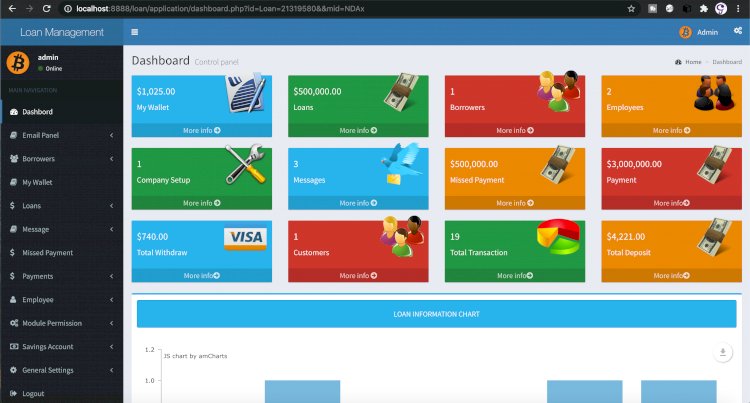 localhost:8888/loan/application/dashboard.php?id=Loan=21319580&&mid=NDAx
Loan Management
Admin
admin
Online
MAIN NAVIGATION
Dashbord
Email Panel
Borrowers
My Wallet
Loans
Message
Missed Payment
Payments
Employee
Module Permission
Savings Account
General Settings
Logout
Dashboard Control panel
Home > Dashboard
$1,025.00
My Wallet
More info
$500,000.00
Loans
More info
1
Borrowers
More info
2
Employees
More info
1
Company Setup
More info
3
Messages
More info
$500,000.00
Missed Payment
More info
$3,000,000.00
Payment
More info
$740.00
Total Withdraw
VISA
More info
1
Customers
More info
19
Total Transaction
More info
$4,221.00
Total Deposit
More info
LOAN INFORMATION CHART
1.2
JS chart by amCharts
1.0